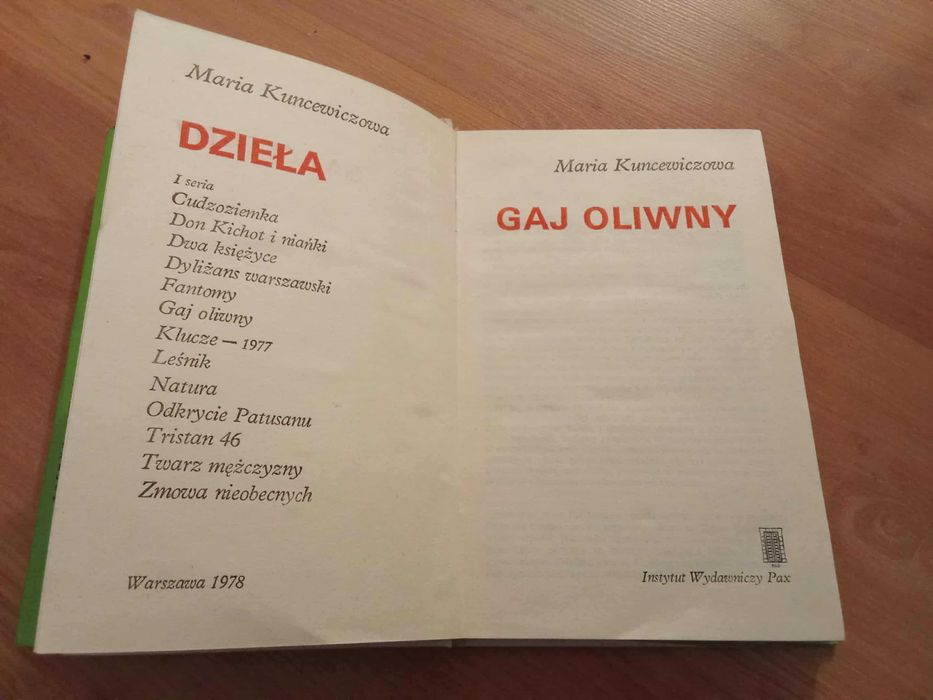 Maria Kuncewiczowa
DZIEŁA
I seria
Cudzoziemka
Don Kichot i niańki
Dwa księżyce
Dyliżans warszawski
Fantomy
Gaj oliwny
Klucze — 1977
Leśnik
Natura
Odkrycie Patusanu
Tristan 46
Twarz mężczyzny
Zmowa nieobecnych
Warszawa 1978
Maria Kuncewiczowa
GAJ OLIWNY
Instytut Wydawniczy Pax